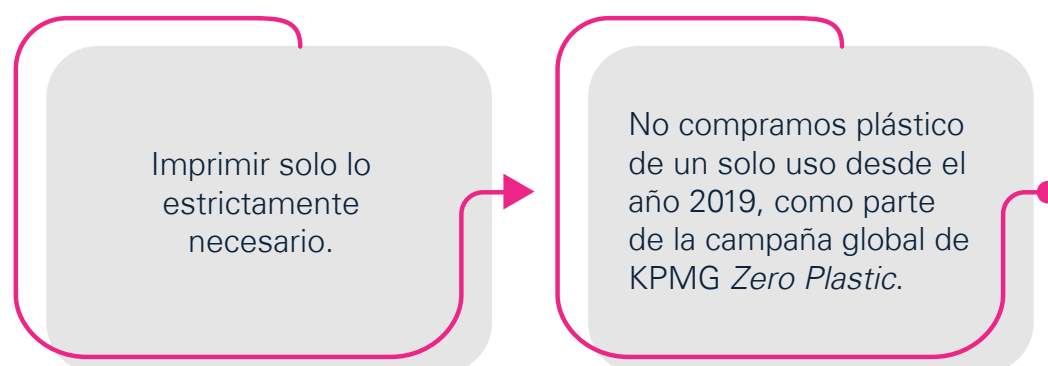 Imprimir solo lo
estrictamente
necesario.
No compramos plástico
de un solo uso desde el
año 2019, como parte
de la campaña global de
KPMG Zero Plastic.